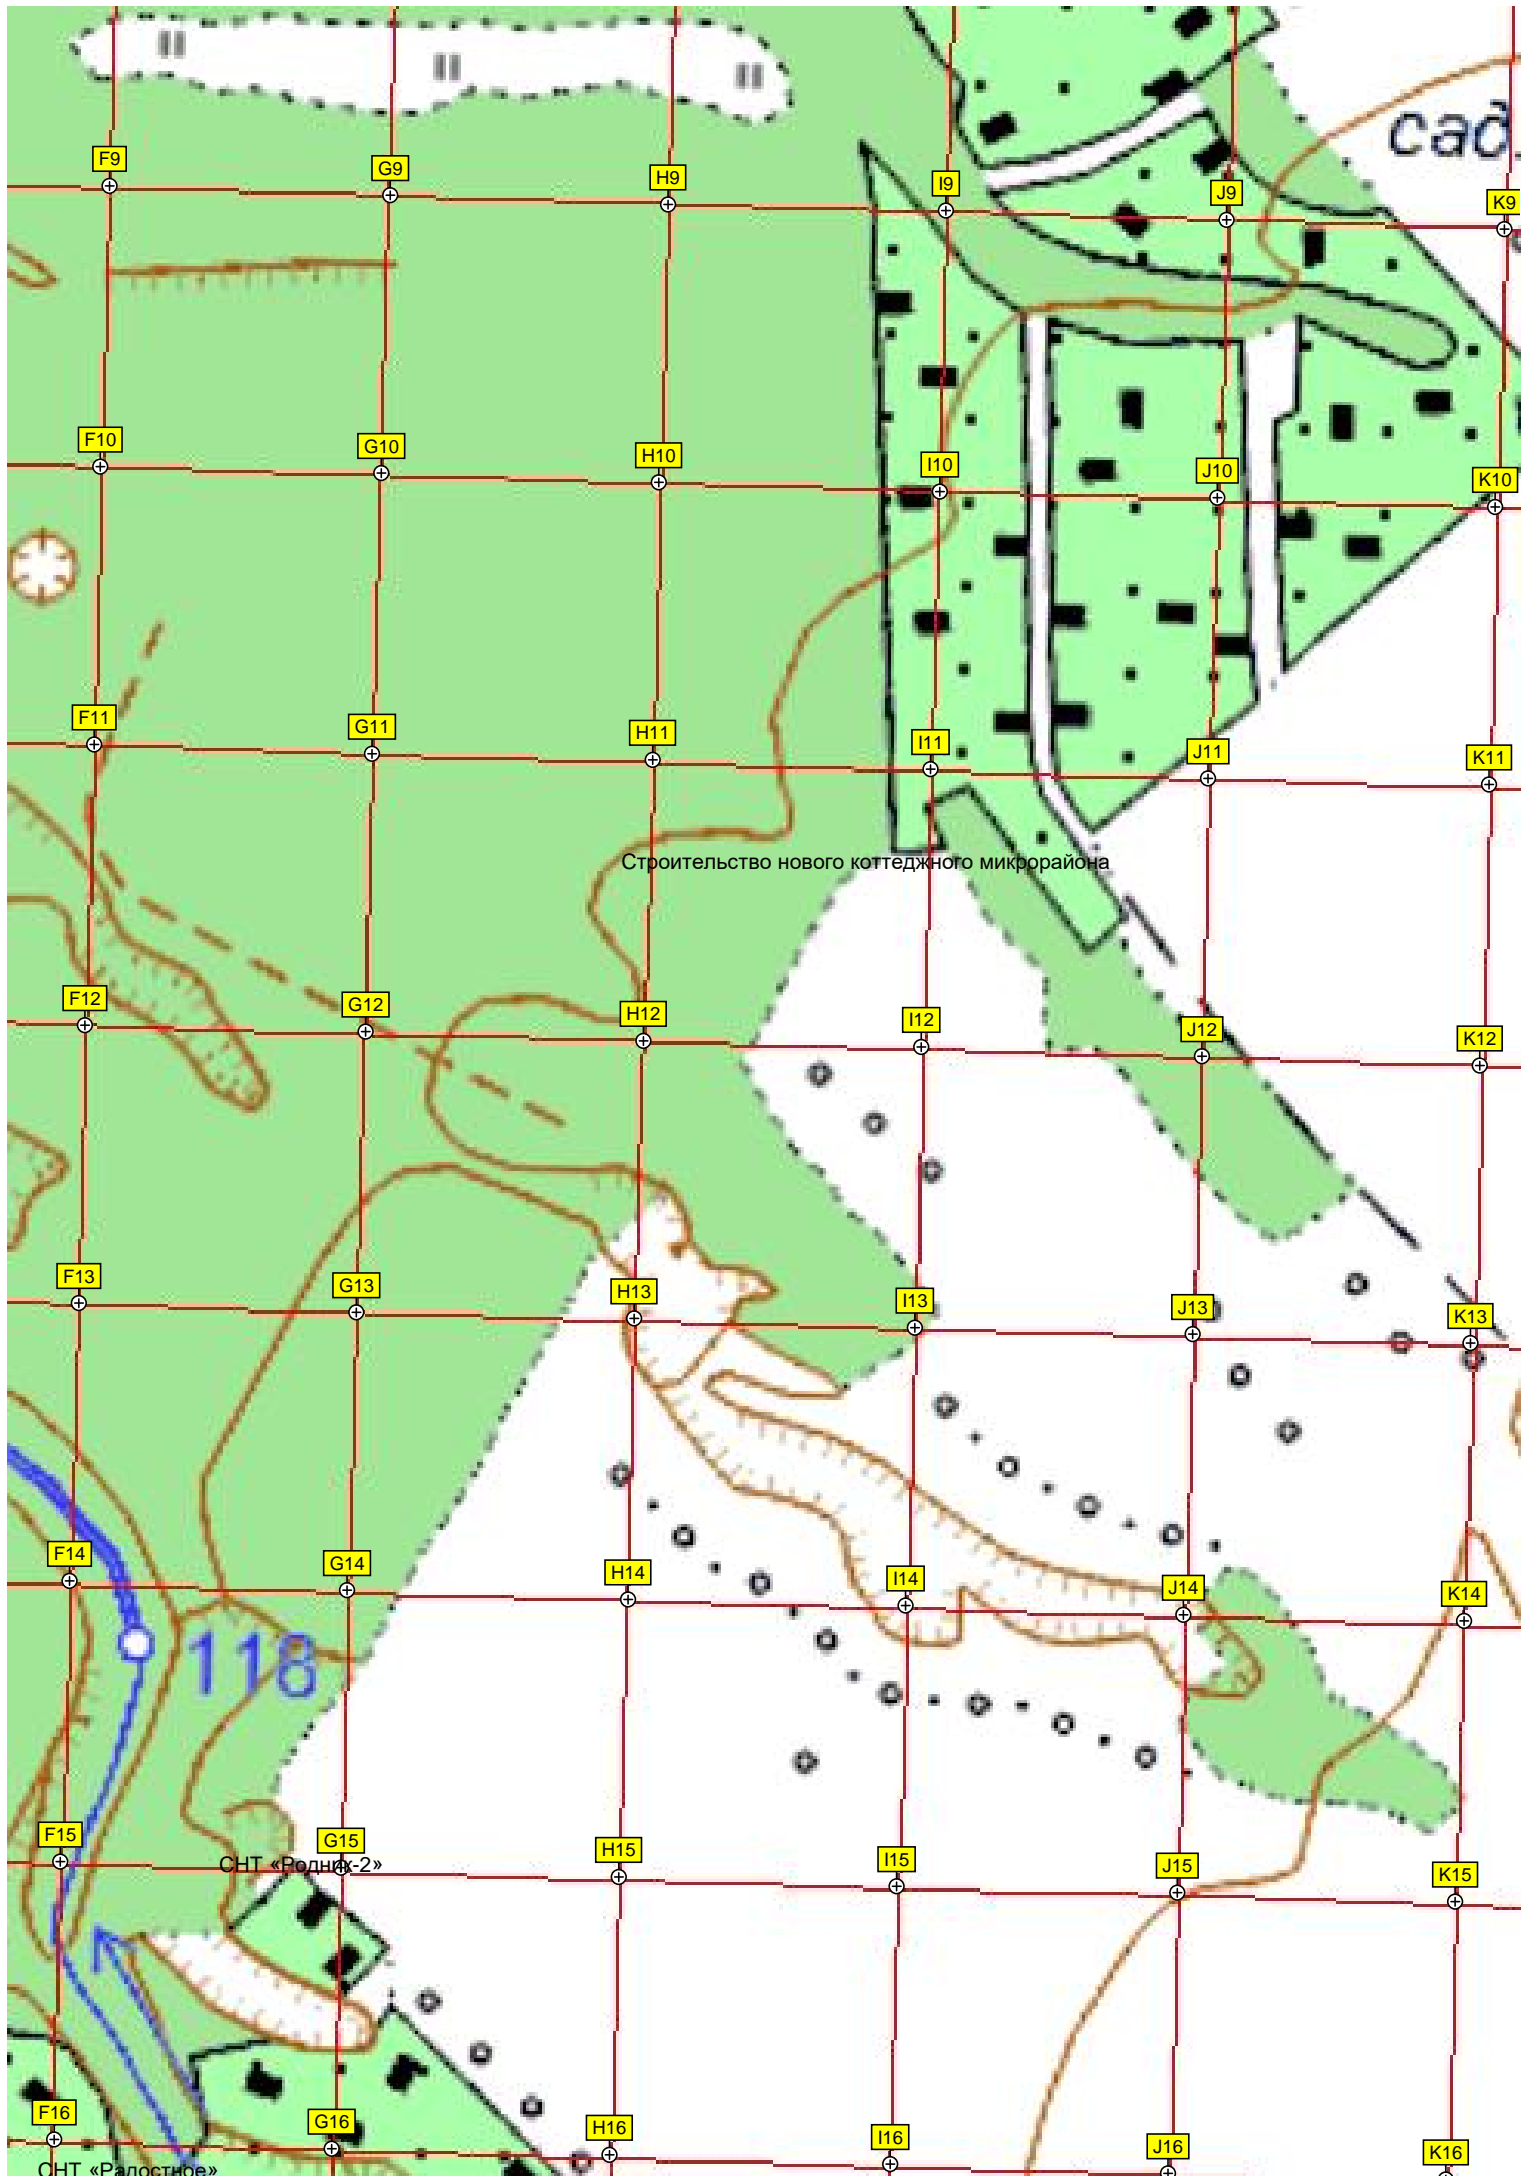 сад.
F9 G9 H9 I9 J9 K9
F10 G10 H10 I10 J10 K10
F11 G11 H11 I11 J11 K11
Строительство нового коттеджного микрорайона
F12 G12 H12 I12 J12 K12
F13 G13 H13 I13 J13 K13
F14 G14 H14 I14 J14 K14
118
F15 G15 H15 I15 J15 K15
СНТ «Родник-2»
F16 G16 H16 I16 J16 K16
СНТ «Радостное»